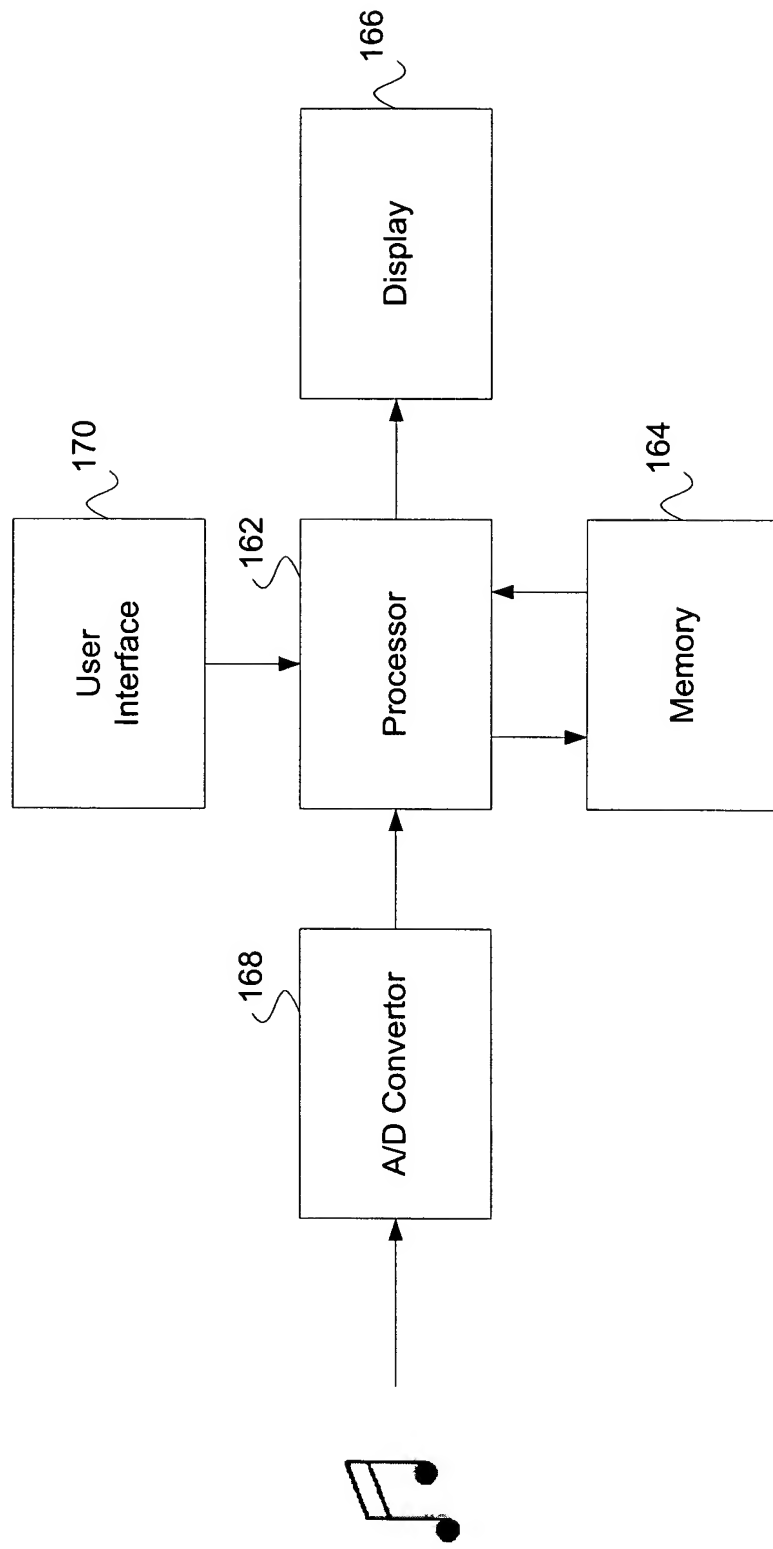 170
User
Interface
162
168
166
A/D Convertor
Processor
Display
164
Memory